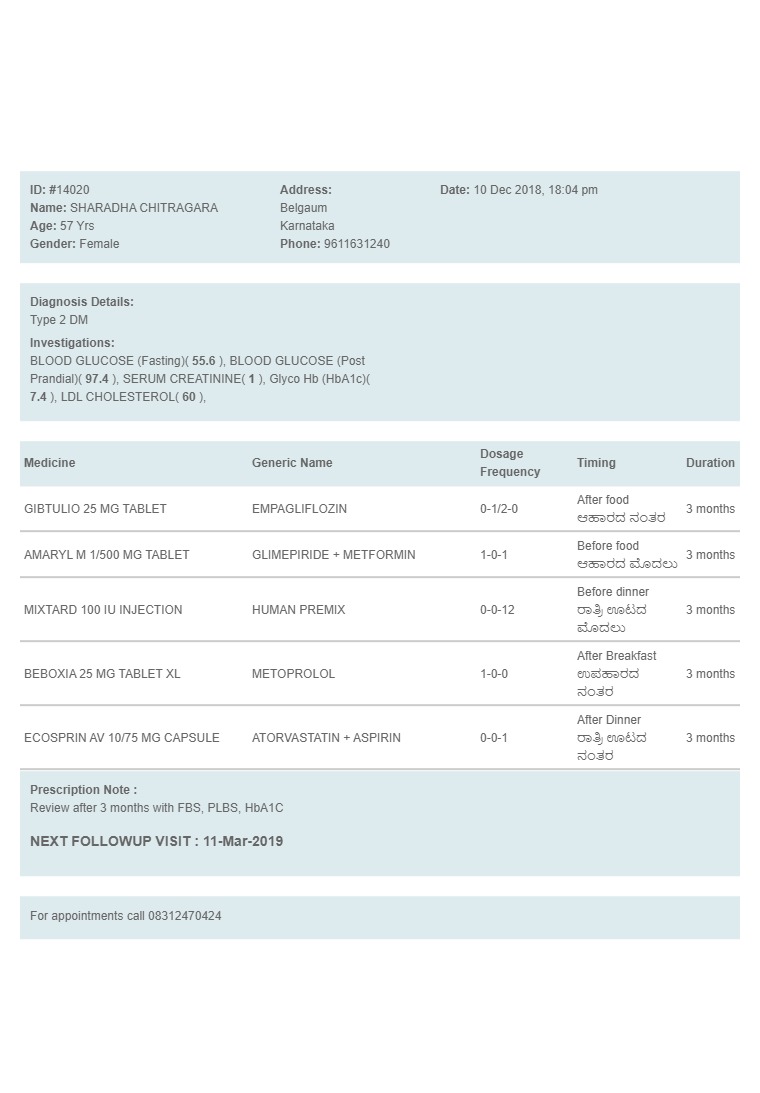 ID: #14020
Name: SHARADHA CHITRAGARA
Age: 57 Yrs
Gender: Female
Address:
Belgaum
Karnataka
Phone: 9611631240
Date: 10 Dec 2018, 18:04 pm
Diagnosis Details:
Type 2 DM
Investigations:
BLOOD GLUCOSE (Fasting)( 55.6 ), BLOOD GLUCOSE (Post
Prandial)( 97.4 ), SERUM CREATININE( 1 ), Glyco Hb (HbA1c)(
7.4 ), LDL CHOLESTEROL( 60 ),
Medicine Generic Name Dosage Frequency Timing Duration
GIBTULIO 25 MG TABLET EMPAGLIFLOZIN 0-1/2-0 After food ಆಹಾರದ ನಂತರ 3 months
AMARYL M 1/500 MG TABLET GLIMEPIRIDE + METFORMIN 1-0-1 Before food ಆಹಾರದ ಮೊದಲು 3 months
MIXTARD 100 IU INJECTION HUMAN PREMIX 0-0-12 Before dinner ರಾತ್ರಿ ಊಟದ ಮೊದಲು 3 months
BEBOXIA 25 MG TABLET XL METOPROLOL 1-0-0 After Breakfast ಉಪಹಾರದ ನಂತರ 3 months
ECOSPRIN AV 10/75 MG CAPSULE ATORVASTATIN + ASPIRIN 0-0-1 After Dinner ರಾತ್ರಿ ಊಟದ ನಂತರ 3 months
Prescription Note :
Review after 3 months with FBS, PLBS, HbA1C
NEXT FOLLOWUP VISIT : 11-Mar-2019
For appointments call 08312470424